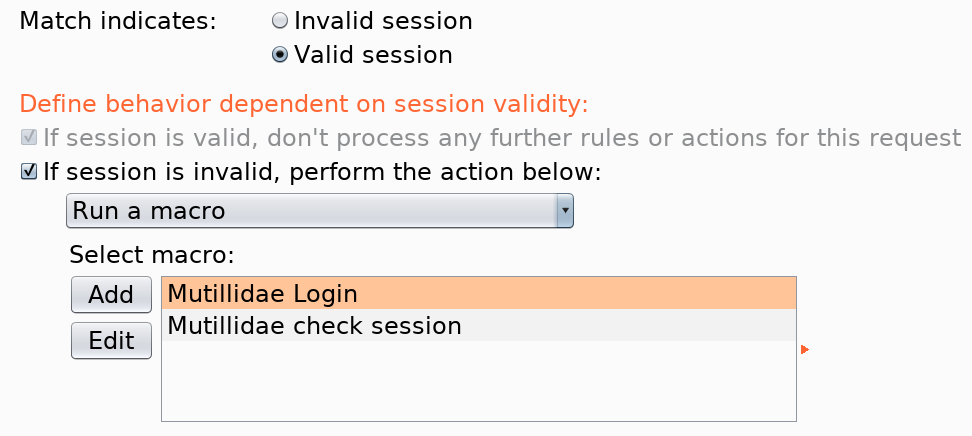 Match indicates:
Invalid session
Valid session
Define behavior dependent on session validity:
If session is valid, don't process any further rules or actions for this request
If session is invalid, perform the action below:
Run a macro
Select macro:
Add
Mutillidae Login
Mutillidae check session
Edit